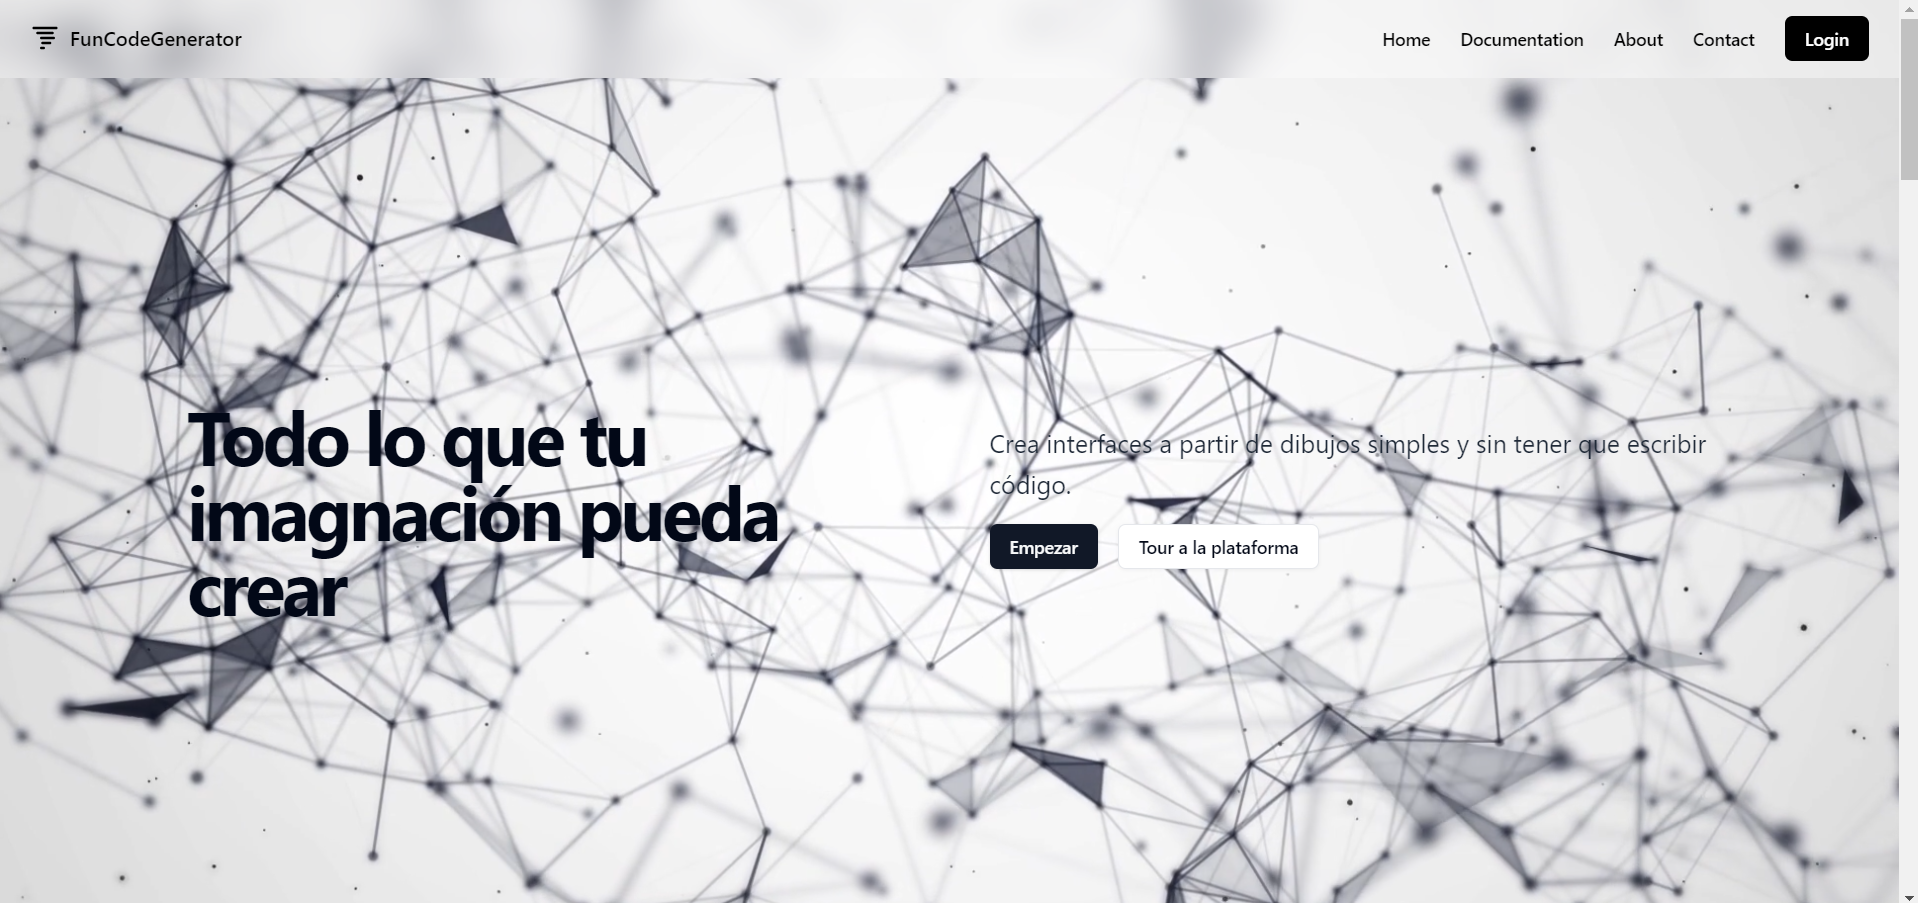 FunCodeGenerator
Home
Documentation
About
Contact
Login
Todo lo que tu
imagnación pueda
crear
Crea interfaces a partir de dibujos simples y sin tener que escribir
código.
Empezar
Tour a la plataforma